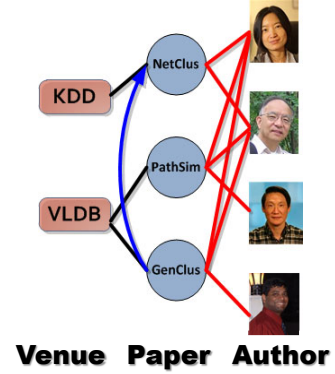 NetClus
KDD
PathSim
VLDB
GenClus
Venue Paper Author